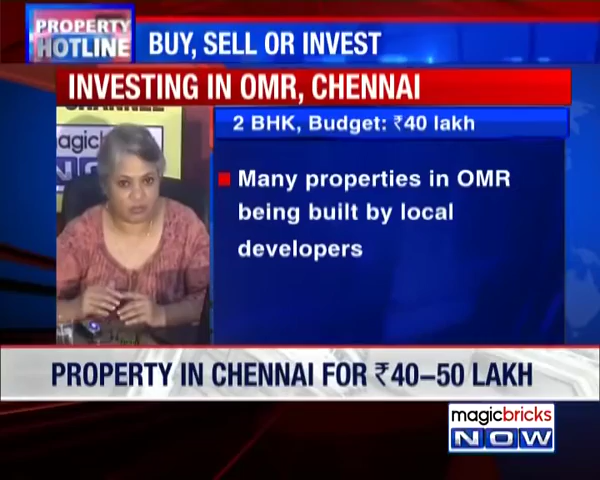 PROPERTY
HOTLINE
BUY, SELL OR INVEST
INVESTING IN OMR, CHENNAI
2 BHK, Budget: ₹40 lakh
Many properties in OMR
being built by local
developers
PROPERTY IN CHENNAI FOR ₹40–50 LAKH
magicbricks
NOW